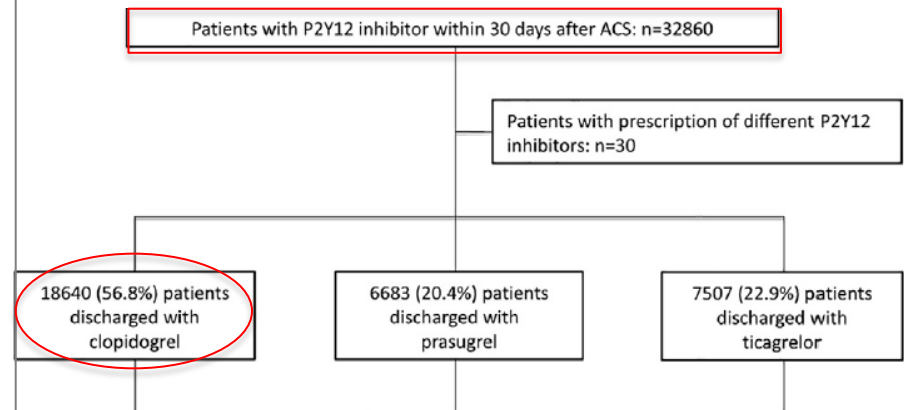 Patients with P2Y12 inhibitor within 30 days after ACS: n=32860
Patients with prescription of different P2Y12
inhibitors: n=30
18640 (56.8%) patients
discharged with
clopidogrel
6683 (20.4%) patients
discharged with
prasugrel
7507 (22.9%) patients
discharged with
ticagrelor